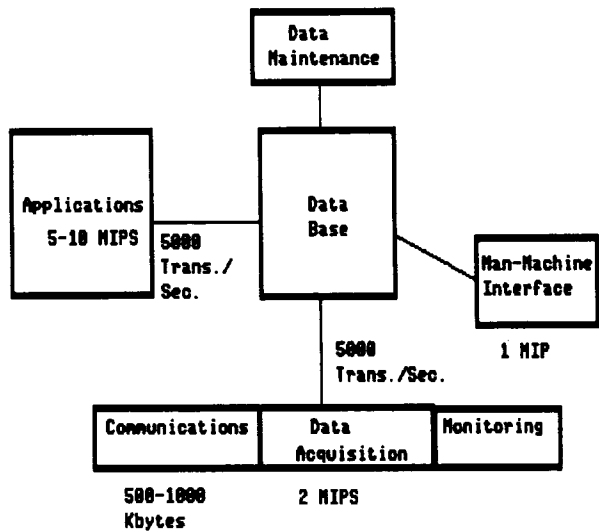 Data
Maintenance
Applications
5-10 MIPS
Data
Base
5000
Trans./
Sec.
Man-Machine
Interface
1 MIP
5000
Trans./Sec.
Communications
Data
Acquisition
Monitoring
500-1000
Kbytes
2 MIPS